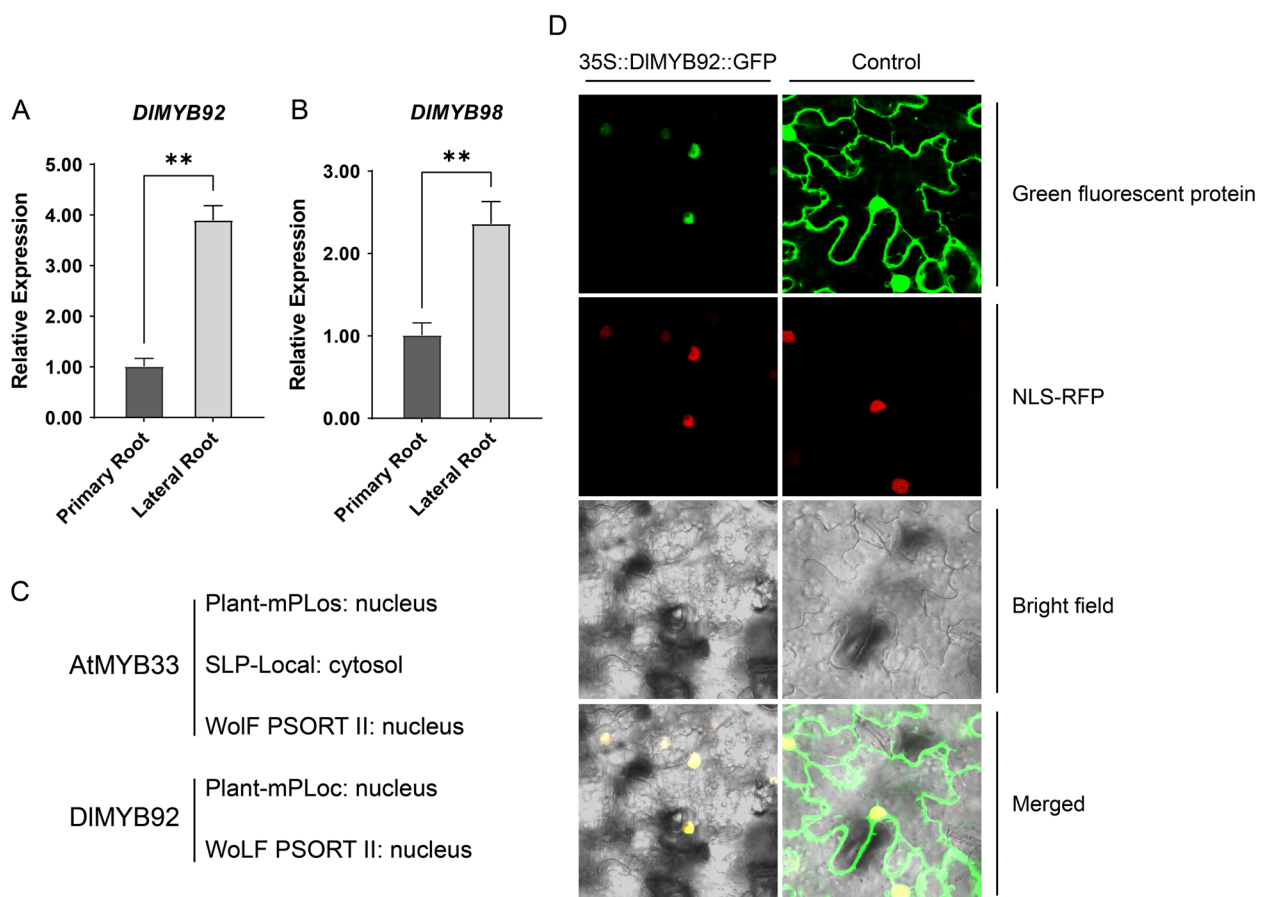 A
DlMYB92
Relative Expression
5.00
4.00
3.00
2.00
1.00
0.00
**
Primary Root
Lateral Root
B
DlMYB98
Relative Expression
3.00
2.00
1.00
0.00
**
Primary Root
Lateral Root
C
AtMYB33
Plant-mPLos: nucleus
SLP-Local: cytosol
WolF PSORT II: nucleus
DlMYB92
Plant-mPLoc: nucleus
WoLF PSORT II: nucleus
D
35S::DlMYB92::GFP
Control
Green fluorescent protein
NLS-RFP
Bright field
Merged